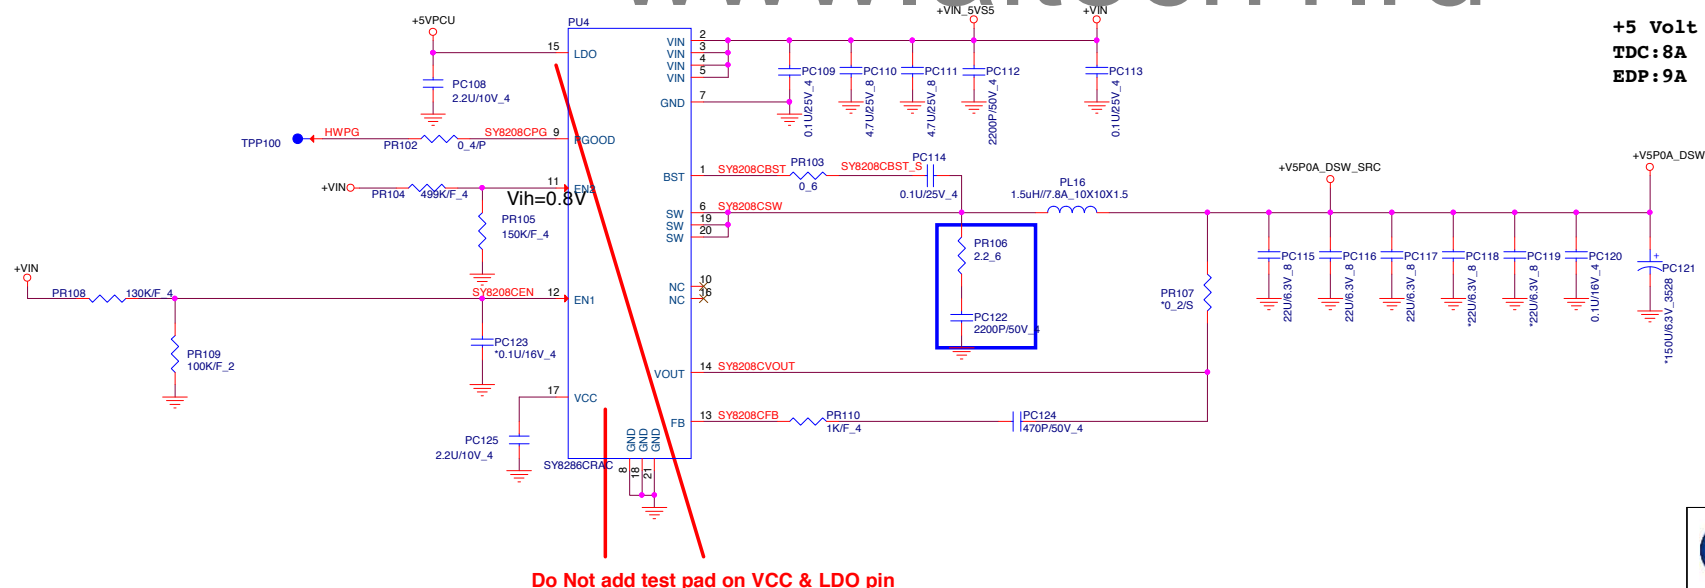 +5VPCU
PU4
+VIN_5VS5
+VIN
+5 Volt
TDC:8A
EDP:9A
15
LDO
VIN
2
VIN
3
VIN
4
VIN
5
PC108
2.2U/10V_4
GND
7
PC109
0.1U/25V_4
PC110
4.7U/25V_8
PC111
4.7U/25V_8
PC112
2200P/50V_4
PC113
0.1U/25V_4
TPP100
HWPG
PR102
0_4/P
SY8208CPG
9
PGOOD
+VIN
PR104
499K/F_4
11
EN2
Vih=0.8V
PR105
150K/F_4
BST
1
SY8208CBST
PR103
0_6
SY8208CBST_S
PC114
0.1U/25V_4
SW
6
SY8208CSW
SW
19
SW
20
PL16
1.5uH//7.8A_10X10X1.5
+V5P0A_DSW_SRC
+V5P0A_DSW
PR106
2.2_6
PC122
2200P/50V_4
PR107
*0_2/S
PC115
22U/6.3V_8
PC116
22U/6.3V_8
PC117
22U/6.3V_8
PC118
*22U/6.3V_8
PC119
*22U/6.3V_8
PC120
0.1U/16V_4
+
PC121
*150U/6.3V_3528
+VIN
PR108
130K/F_4
SY8208CEN
12
EN1
NC
10
NC
16
PR109
100K/F_2
PC123
*0.1U/16V_4
VOUT
14
SY8208CVOUT
17
VCC
PC125
2.2U/10V_4
FB
13
SY8208CFB
PR110
1K/F_4
PC124
470P/50V_4
GND
GND
GND
SY8286CRAC
8
18
21
Do Not add test pad on VCC & LDO pin